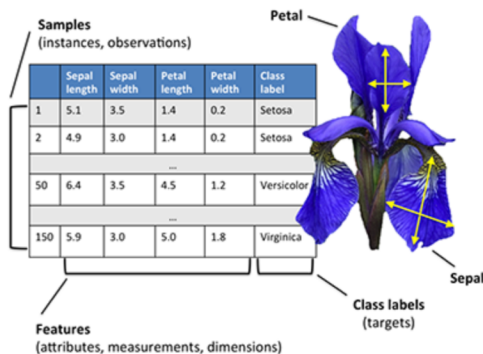 Samples
(instances, observations)
Petal
Sepal length Sepal width Petal length Petal width Class label
1 5.1 3.5 1.4 0.2 Setosa
2 4.9 3.0 1.4 0.2 Setosa
...
50 6.4 3.5 4.5 1.2 Versicolor
...
150 5.9 3.0 5.0 1.8 Virginica
Sepal
Class labels
(targets)
Features
(attributes, measurements, dimensions)